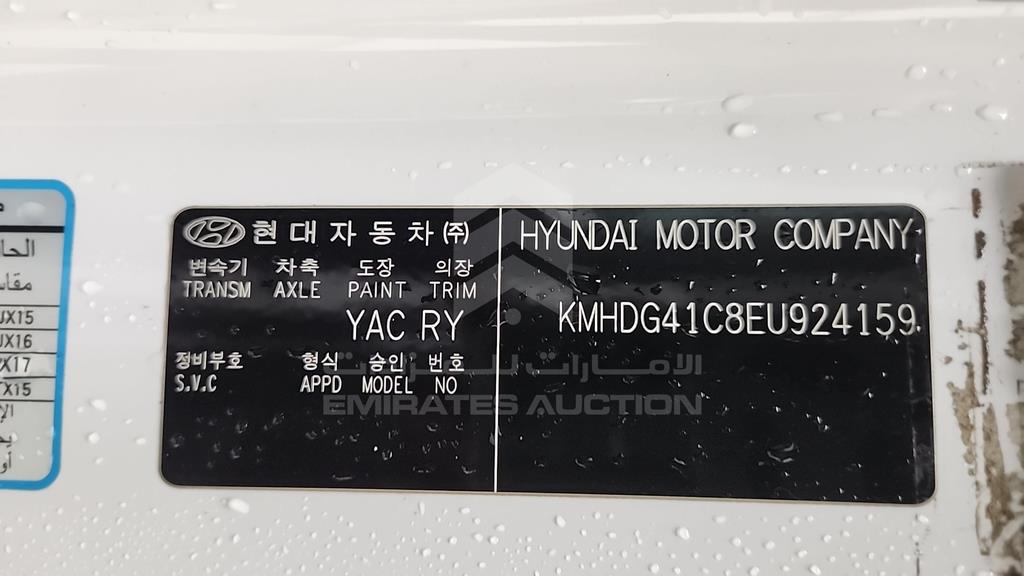 현대자동차(주)
변속기 차축 도장 의장
TRANSM AXLE PAINT TRIM
YAC RY
정비부호 형식 승인 번호
S.V.C APPD MODEL NO
HYUNDAI MOTOR COMPANY
KMHDG41C8EU924159
الامارات للمزادات
EMIRATES AUCTION
UX16
X17